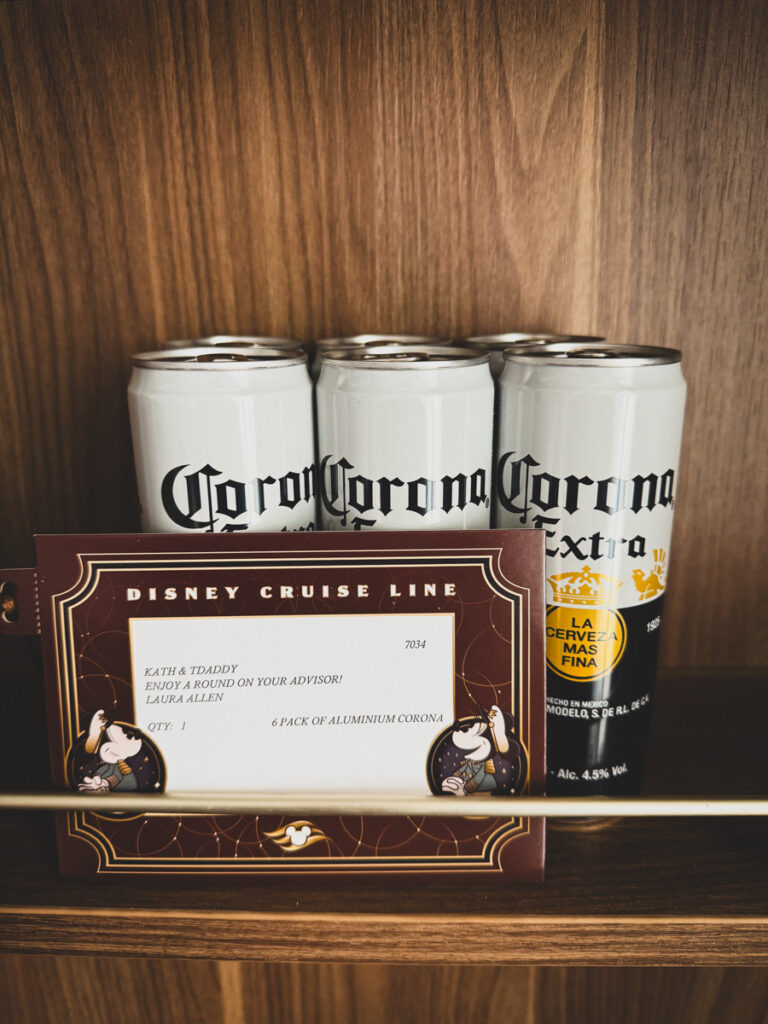 Corona
Extra
Corona
Corona
Extra
LA
CERVEZA
MAS
FINA
1925
HECHO EN MEXICO
MODELO, S. DE R.L. DE C.V.
Alc. 4.5% Vol.
DISNEY CRUISE LINE
7034
KATH & TDADDY
ENJOY A ROUND ON YOUR ADVISOR!
LAURA ALLEN
QTY: 1 6 PACK OF ALUMINIUM CORONA